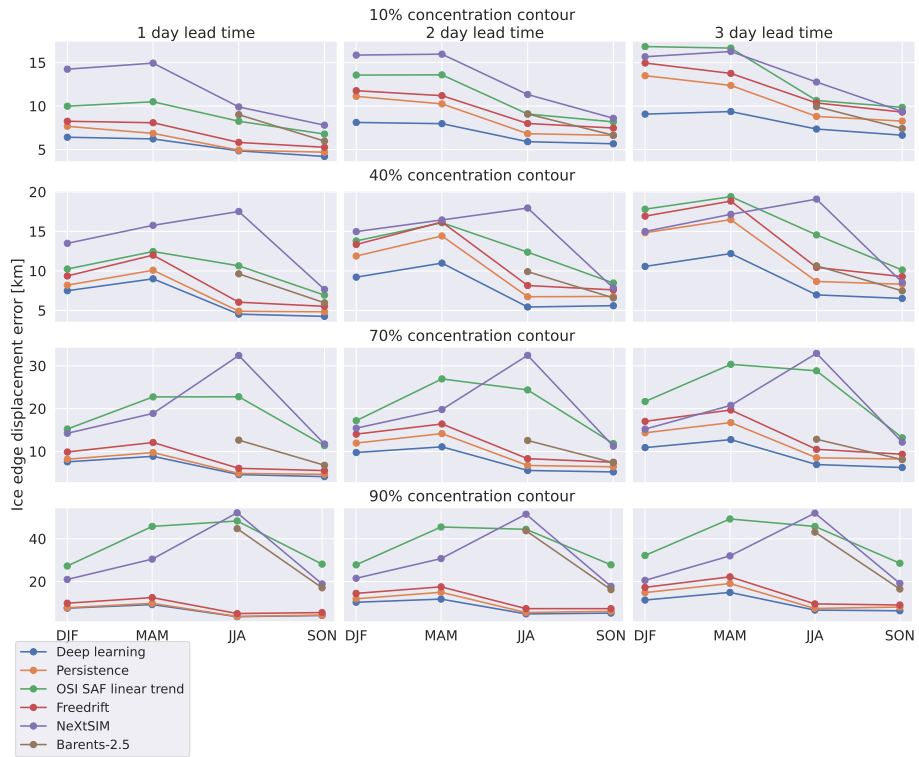 10% concentration contour
1 day lead time 2 day lead time 3 day lead time
15
10
5
40% concentration contour
20
15
10
5
Ice edge displacement error [km]
70% concentration contour
30
20
10
90% concentration contour
40
20
DJF MAM JJA SON DJF MAM JJA SON DJF MAM JJA SON
Deep learning
Persistence
OSI SAF linear trend
Freedrift
NeXtSIM
Barents-2.5